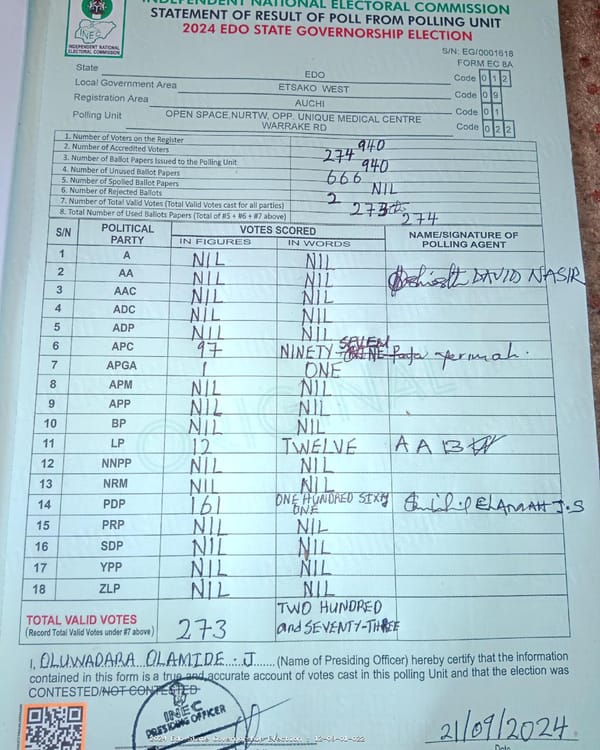 INDEPENDENT NATIONAL ELECTORAL COMMISSION
STATEMENT OF RESULT OF POLL FROM POLLING UNIT
2024 EDO STATE GOVERNORSHIP ELECTION
INEC
INDEPENDENT NATIONAL
ELECTORAL COMMISSION
S/N: EG/0001618
FORM EC 8A
State EDO Code 0 1 2
Local Government Area ETSAKO WEST Code 0 9
Registration Area AUCHI Code 0 1
Polling Unit OPEN SPACE,NURTW, OPP. UNIQUE MEDICAL CENTRE WARRAKE RD Code 0 2 2
1. Number of Voters on the Register 940
2. Number of Accredited Voters 274
3. Number of Ballot Papers Issued to the Polling Unit 940
4. Number of Unused Ballot Papers 666
5. Number of Spoiled Ballot Papers NIL
6. Number of Rejected Ballots 2
7. Number of Total Valid Votes (Total Valid Votes cast for all parties) 273
8. Total Number of Used Ballots Papers (Total of #5 + #6 + #7 above) 274
S/N POLITICAL PARTY VOTES SCORED NAME/SIGNATURE OF POLLING AGENT
IN FIGURES IN WORDS
1 A NIL NIL
2 AA NIL NIL DAVID NASIR
3 AAC NIL NIL
4 ADC NIL NIL
5 ADP NIL NIL
6 APC 97 NINETY SEVEN
7 APGA 1 ONE
8 APM NIL NIL
9 APP NIL NIL
10 BP NIL NIL
11 LP 12 TWELVE A A B
12 NNPP NIL NIL
13 NRM NIL NIL
14 PDP 161 ONE HUNDRED SIXTY ONE
15 PRP NIL NIL
16 SDP NIL NIL
17 YPP NIL NIL
18 ZLP NIL NIL
TOTAL VALID VOTES 273 TWO HUNDRED
(Record Total Valid Votes under #7 above) and SEVENTY-THREE
I, OLUWADARA OLAMIDE . J (Name of Presiding Officer) hereby certify that the information
contained in this form is a true and accurate account of votes cast in this polling Unit and that the election was
CONTESTED/NOT CONTESTED
INEC
PRESIDING OFFICER
21/09/2024
Date
2024 Edo State Governorship Election : 12-09-01-022
ORIGINAL